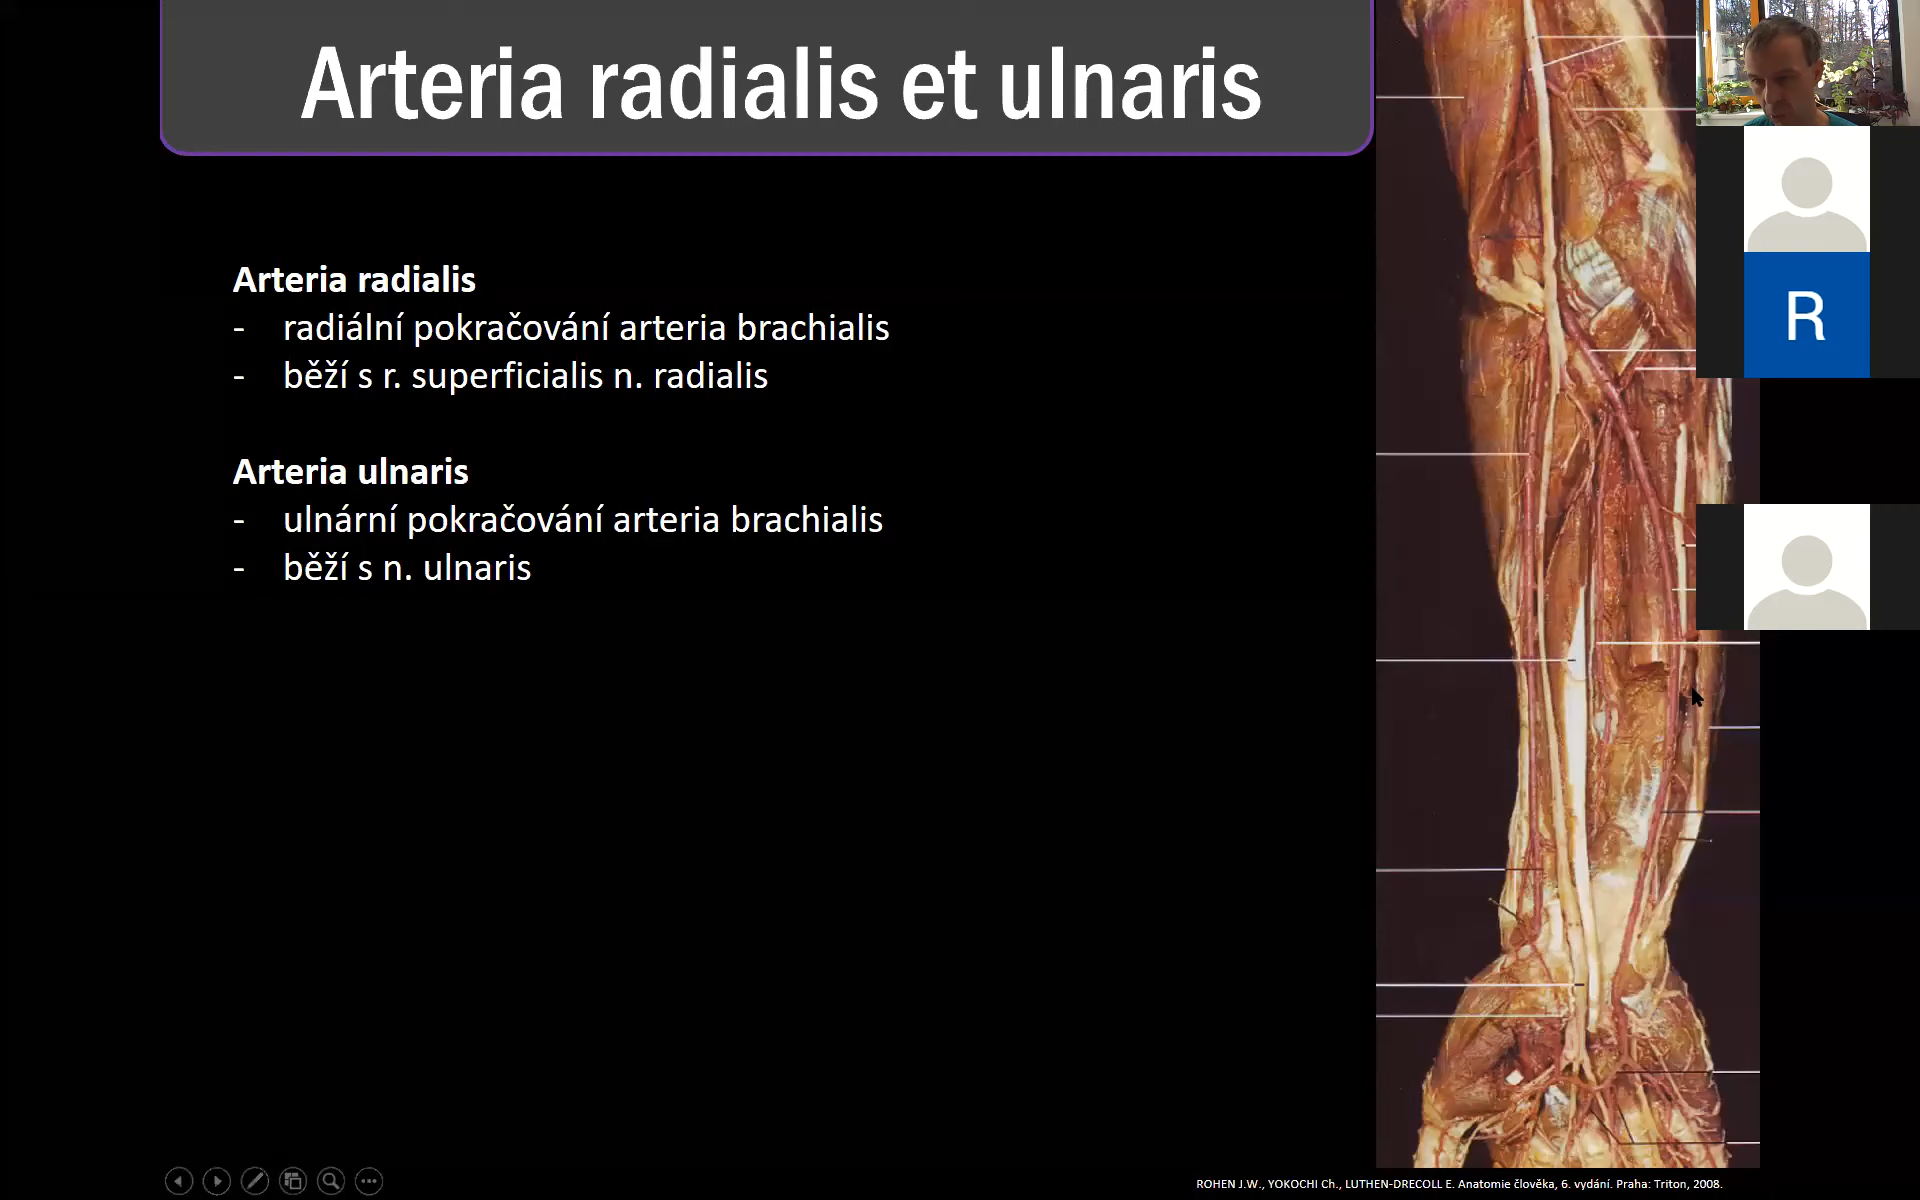 Arteria radialis et ulnaris
Arteria radialis
- radiální pokračování arteria brachialis
- běží s r. superficialis n. radialis
Arteria ulnaris
- ulnární pokračování arteria brachialis
- běží s n. ulnaris
R
ROHEN J.W., YOKOCHI Ch., LUTHEN-DRECOLL E. Anatomie člověka, 6. vydání. Praha: Triton, 2008.